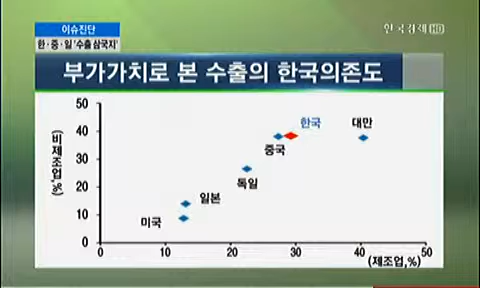 이슈진단
한·중·일 '수출 삼국지'
한국경제 HD
부가가치로 본 수출의 한국의존도
비제조업,%)
50
40
30
20
10
0
한국
대만
중국
독일
일본
미국
0
10
20
30
40
50
(제조업,%)